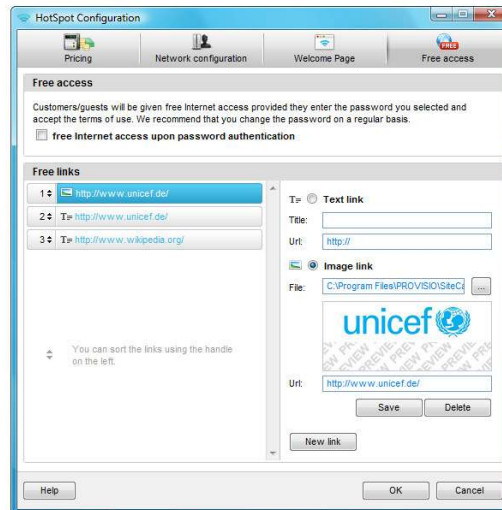 HotSpot Configuration
Pricing
Network configuration
Welcome Page
FREE
Free access
Free access
Customers/guests will be given free Internet access provided they enter the password you selected and
accept the terms of use. We recommend that you change the password on a regular basis.
free Internet access upon password authentication
Free links
1 http://www.unicef.de/
2 T http://www.unicef.de/
3 T http://www.wikipedia.org/
You can sort the links using the handle
on the left.
T Text link
Title:
Url: http://
Image link
File: C:\Program Files\PROVISIO\SiteCa ...
unicef
PREVIEW PREVIEW PREVIEW
Url: http://www.unicef.de/
Save Delete
New link
Help OK Cancel